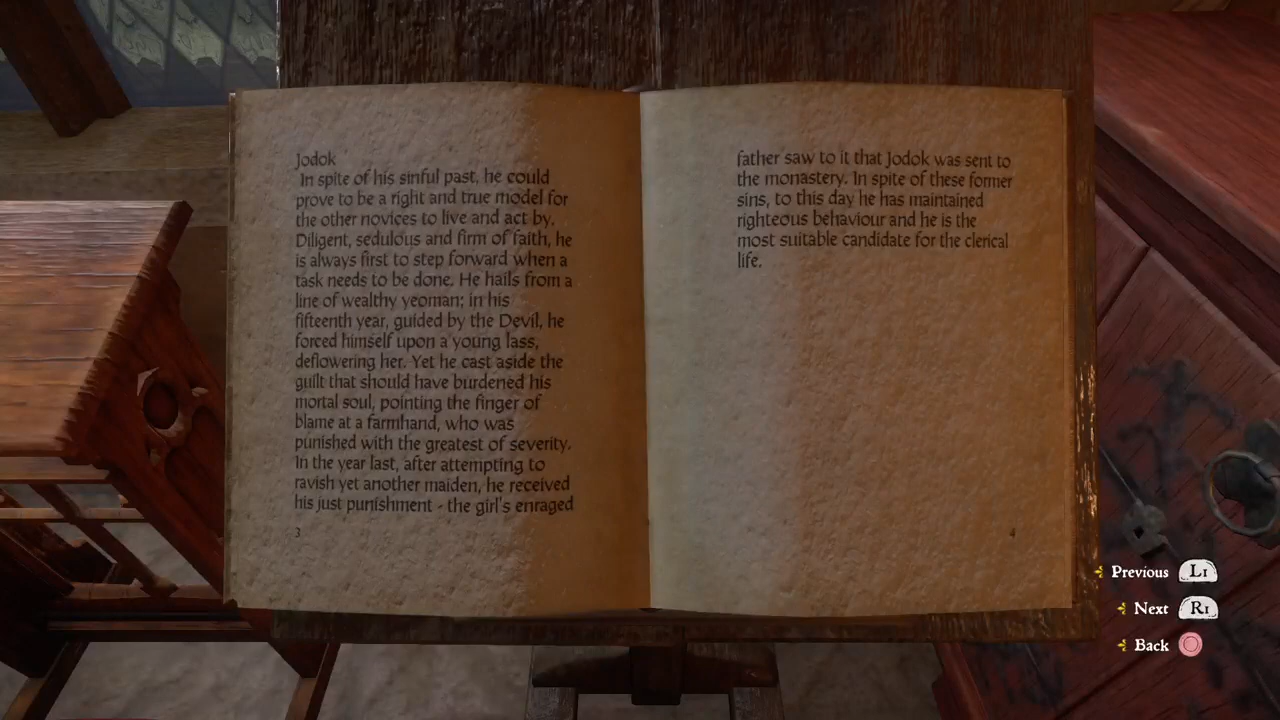 Jodok
In spite of his sinful past, he could
prove to be a right and true model for
the other novices to live and act by.
Diligent, sedulous and firm of faith, he
is always first to step forward when a
task needs to be done. He hails from a
line of wealthy yeoman; in his
fifteenth year, guided by the Devil, he
forced himself upon a young lass,
deflowering her. Yet he cast aside the
guilt that should have burdened his
mortal soul, pointing the finger of
blame at a farmhand, who was
punished with the greatest of severity.
In the year last, after attempting to
ravish yet another maiden, he received
his just punishment - the girl's enraged
3
father saw to it that Jodok was sent to
the monastery. In spite of these former
sins, to this day he has maintained
righteous behaviour and he is the
most suitable candidate for the clerical
life.
4
Previous L1
Next R1
Back